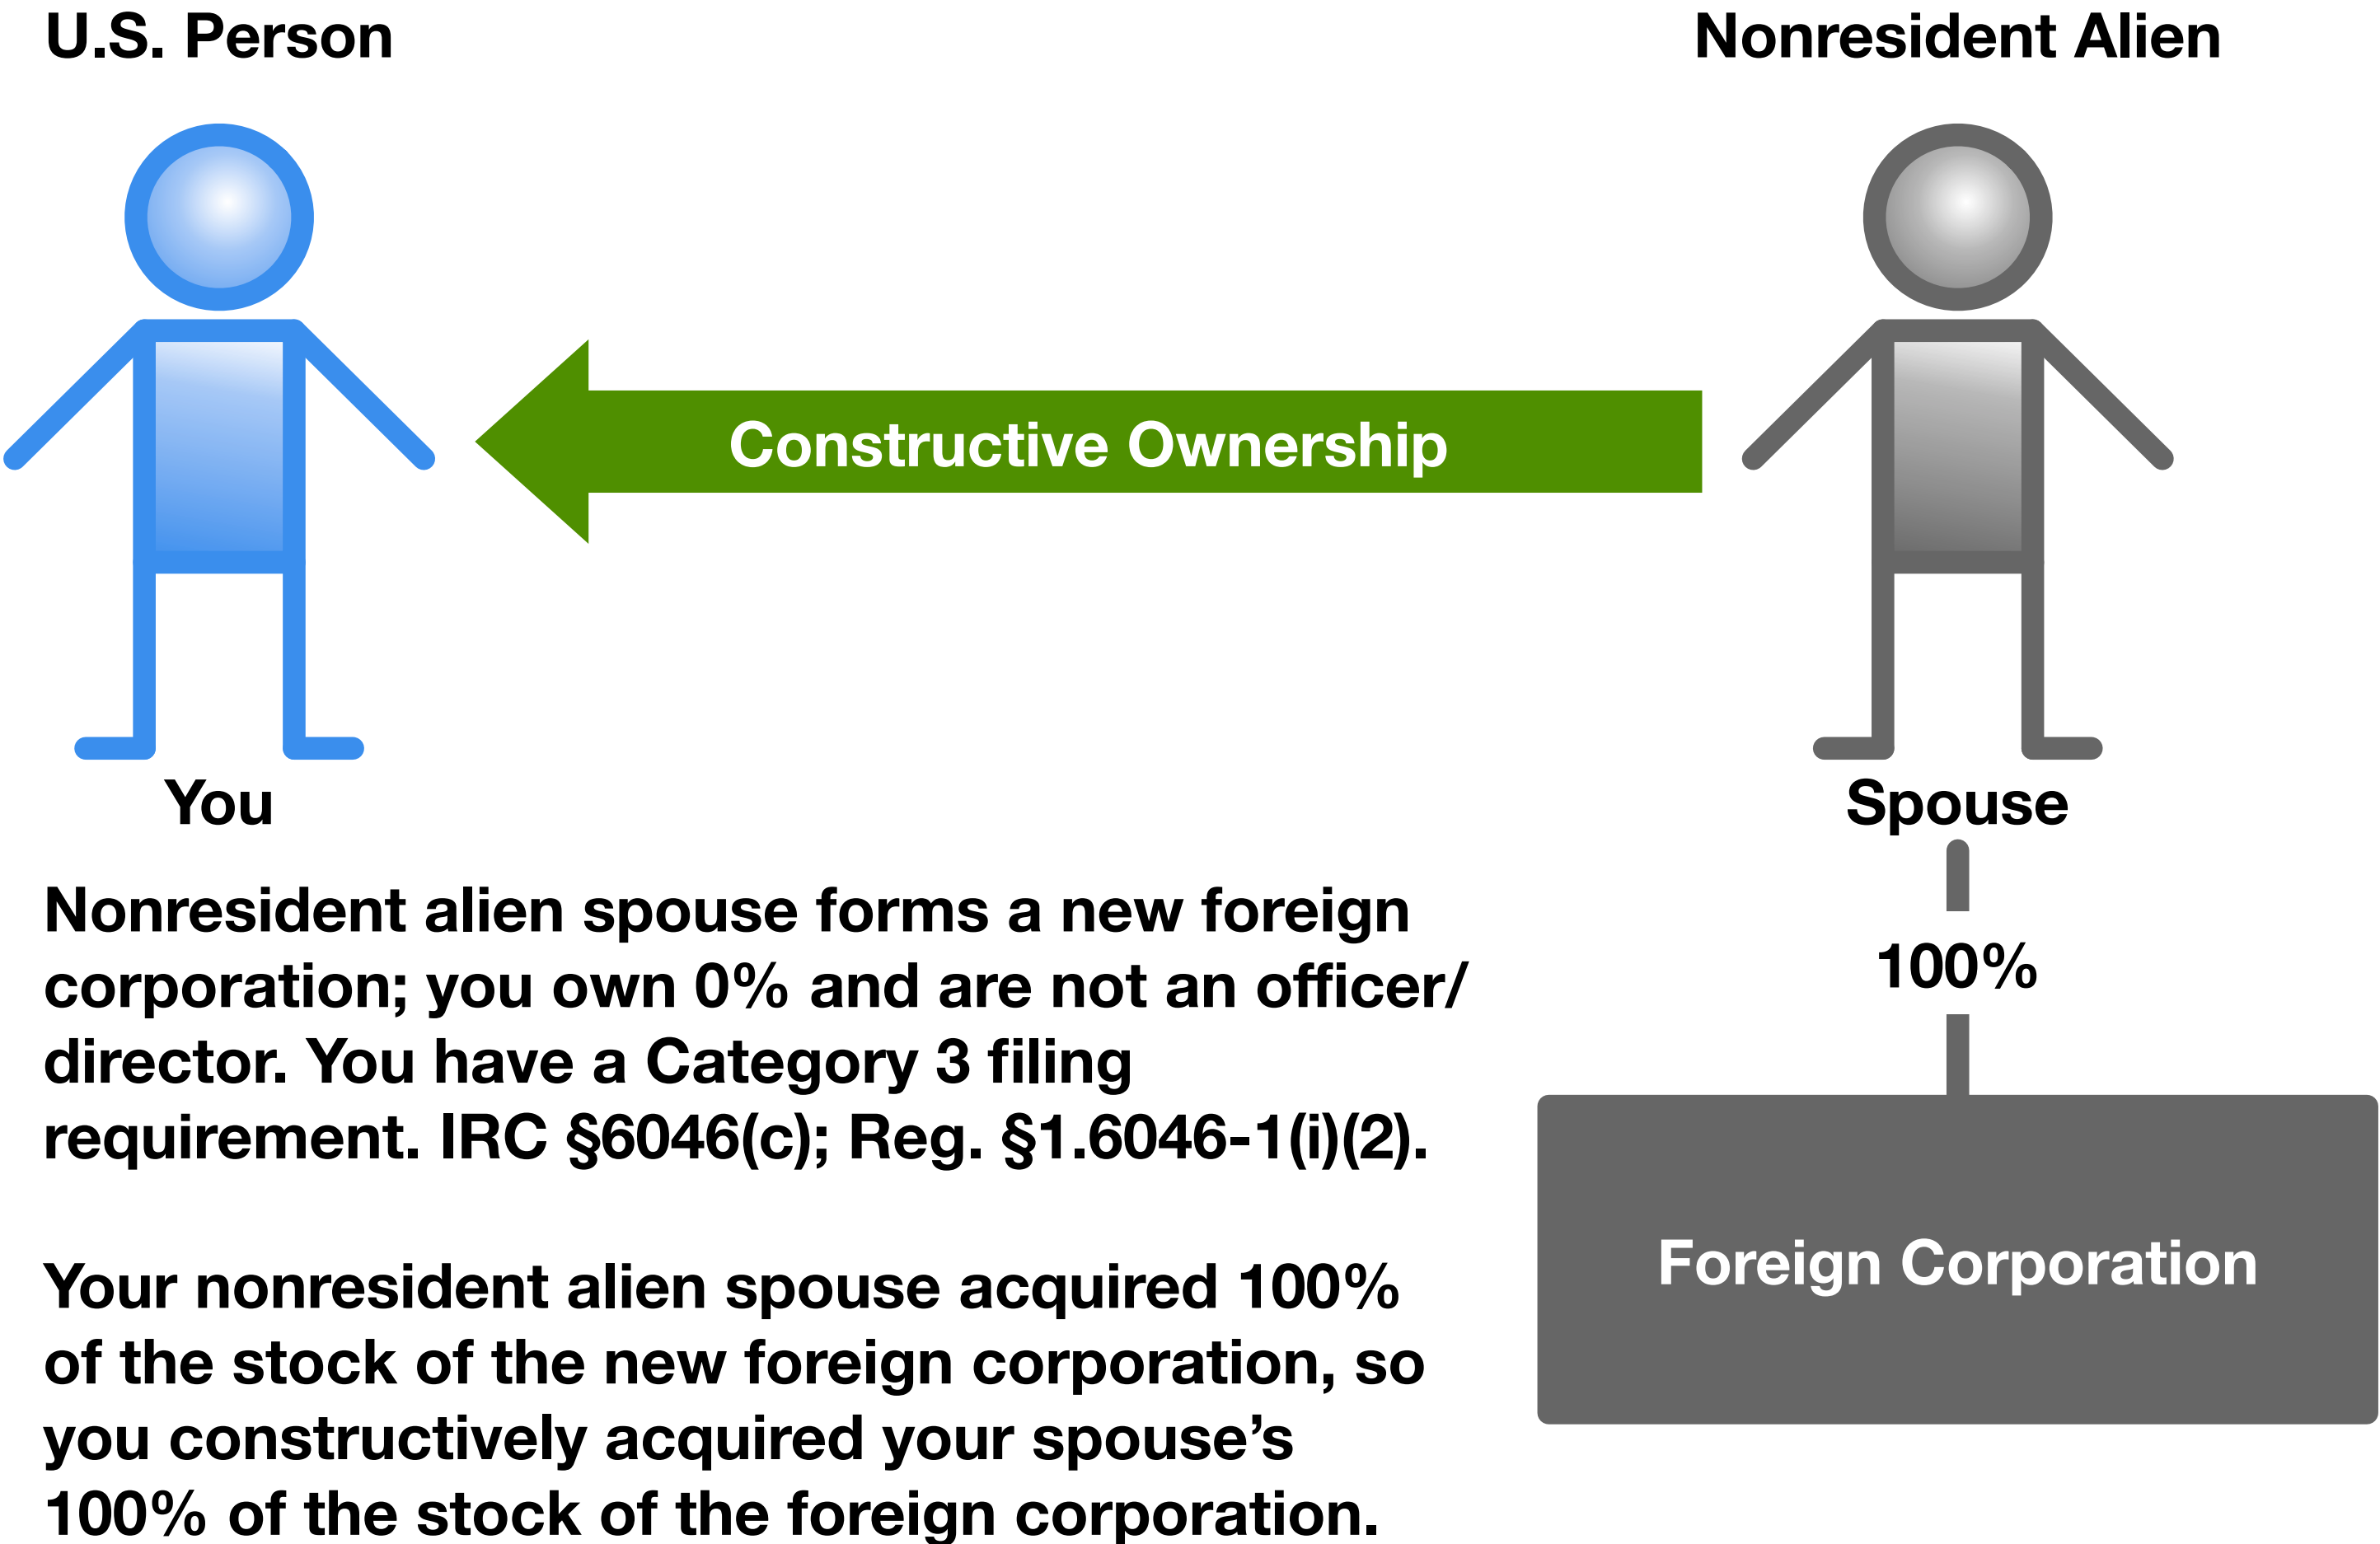 U.S. Person
Nonresident Alien
Constructive Ownership
You
Spouse
Nonresident alien spouse forms a new foreign
corporation; you own 0% and are not an officer/
director. You have a Category 3 filing
requirement. IRC §6046(c); Reg. §1.6046-1(i)(2).
Your nonresident alien spouse acquired 100%
of the stock of the new foreign corporation, so
you constructively acquired your spouse’s
100% of the stock of the foreign corporation.
100%
Foreign Corporation